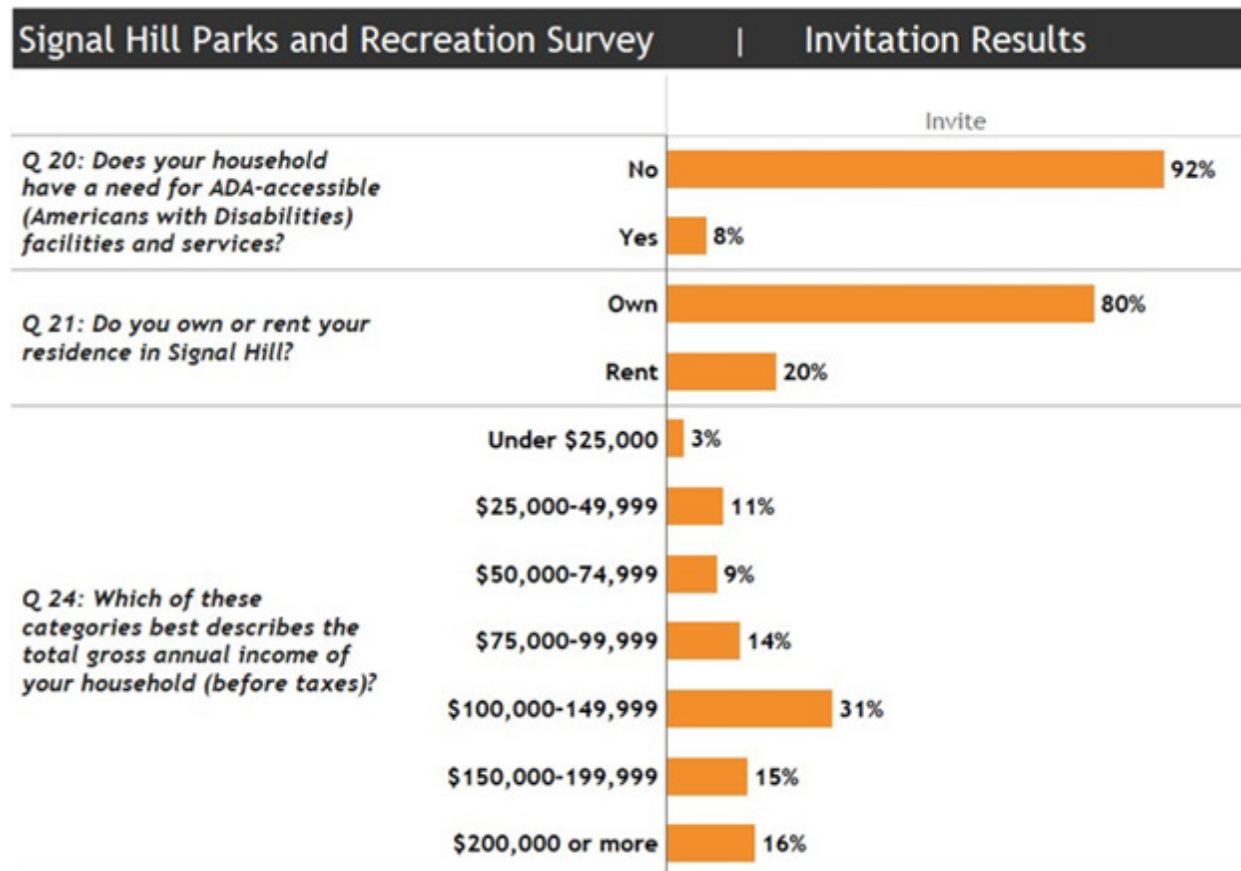 Signal Hill Parks and Recreation Survey | Invitation Results
Invite
Q 20: Does your household
have a need for ADA-accessible
(Americans with Disabilities)
facilities and services?
No 92%
Yes 8%
Q 21: Do you own or rent your
residence in Signal Hill?
Own 80%
Rent 20%
Q 24: Which of these
categories best describes the
total gross annual income of
your household (before taxes)?
Under $25,000 3%
$25,000-49,999 11%
$50,000-74,999 9%
$75,000-99,999 14%
$100,000-149,999 31%
$150,000-199,999 15%
$200,000 or more 16%